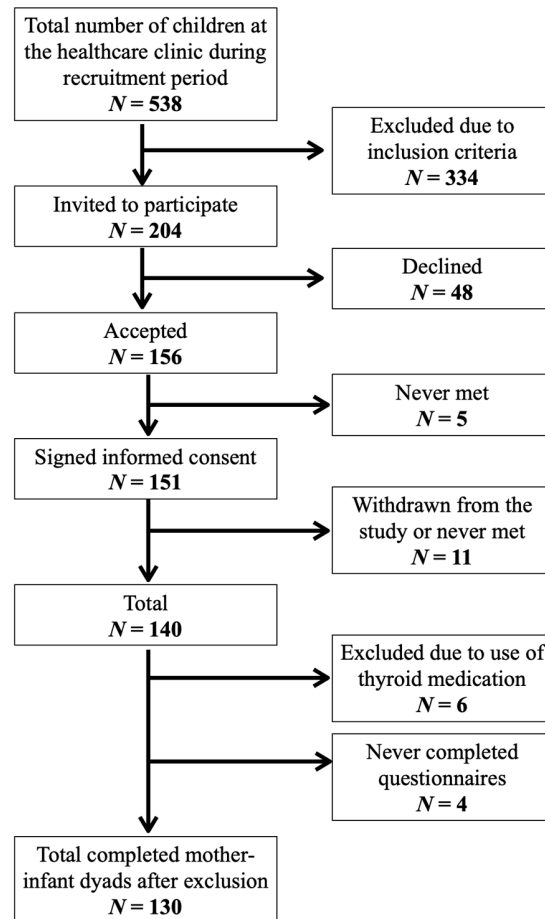 Total number of children at
the healthcare clinic during
recruitment period
N = 538
Excluded due to
inclusion criteria
N = 334
Invited to participate
N = 204
Declined
N = 48
Accepted
N = 156
Never met
N = 5
Signed informed consent
N = 151
Withdrawn from the
study or never met
N = 11
Total
N = 140
Excluded due to use of
thyroid medication
N = 6
Never completed
questionnaires
N = 4
Total completed mother-
infant dyads after exclusion
N = 130